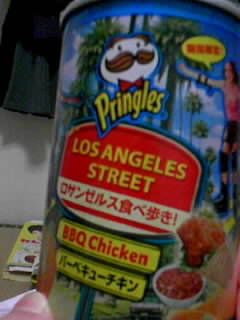 期間限定
Pringles
LOS ANGELES
STREET
ロサンゼルス食べ歩き!
BBQ Chicken
バーベキューチキン